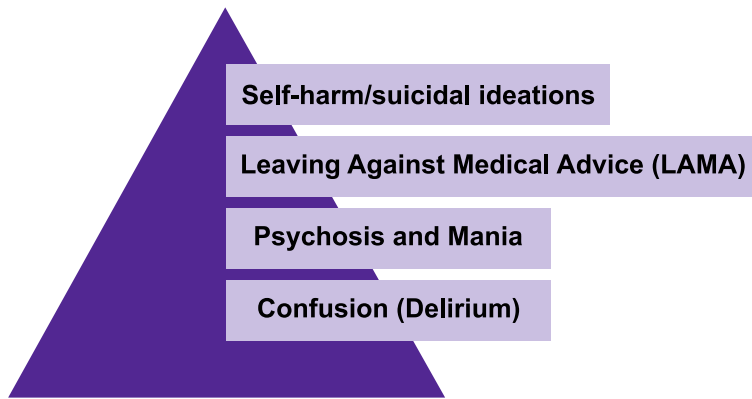 Self-harm/suicidal ideations
Leaving Against Medical Advice (LAMA)
Psychosis and Mania
Confusion (Delirium)